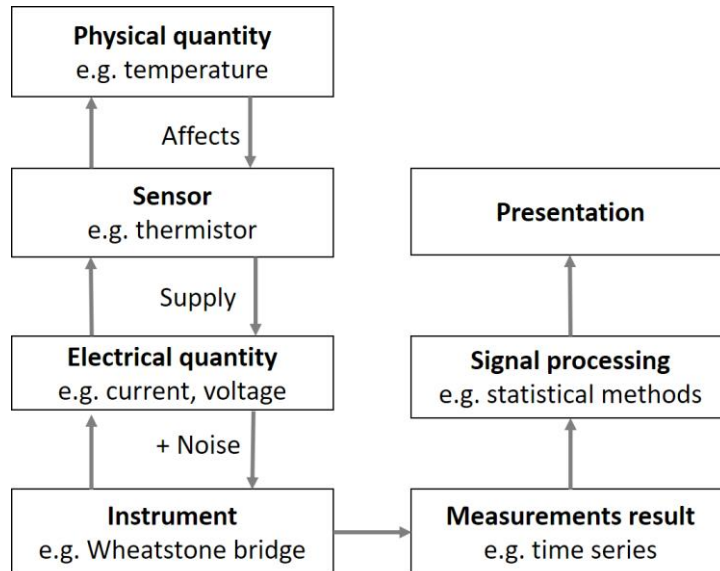 Physical quantity
e.g. temperature
Affects
Sensor
e.g. thermistor
Supply
Electrical quantity
e.g. current, voltage
+ Noise
Instrument
e.g. Wheatstone bridge
Presentation
Signal processing
e.g. statistical methods
Measurements result
e.g. time series